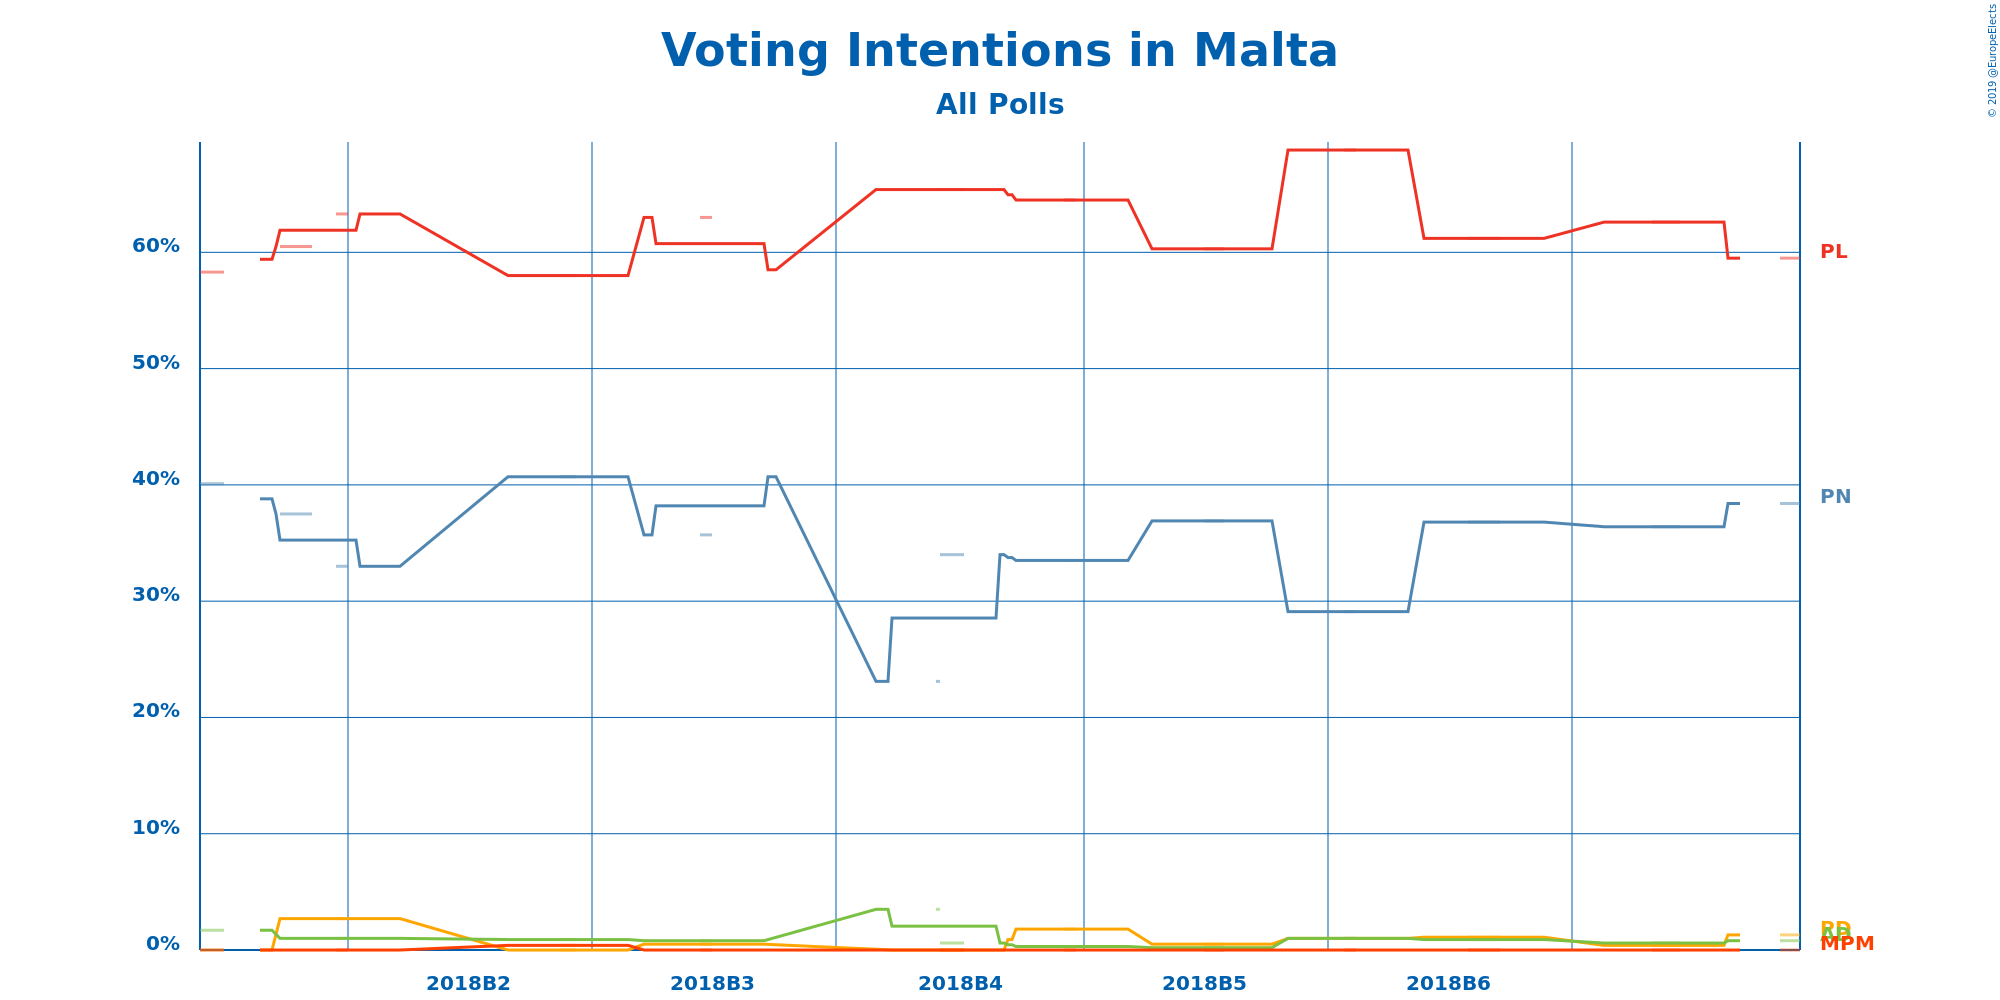 Voting Intentions in Malta
All Polls
© 2019 @EuropeElects
60%
50%
40%
30%
20%
10%
0%
PL
PN
PD
MPM
2018B2 2018B3 2018B4 2018B5 2018B6